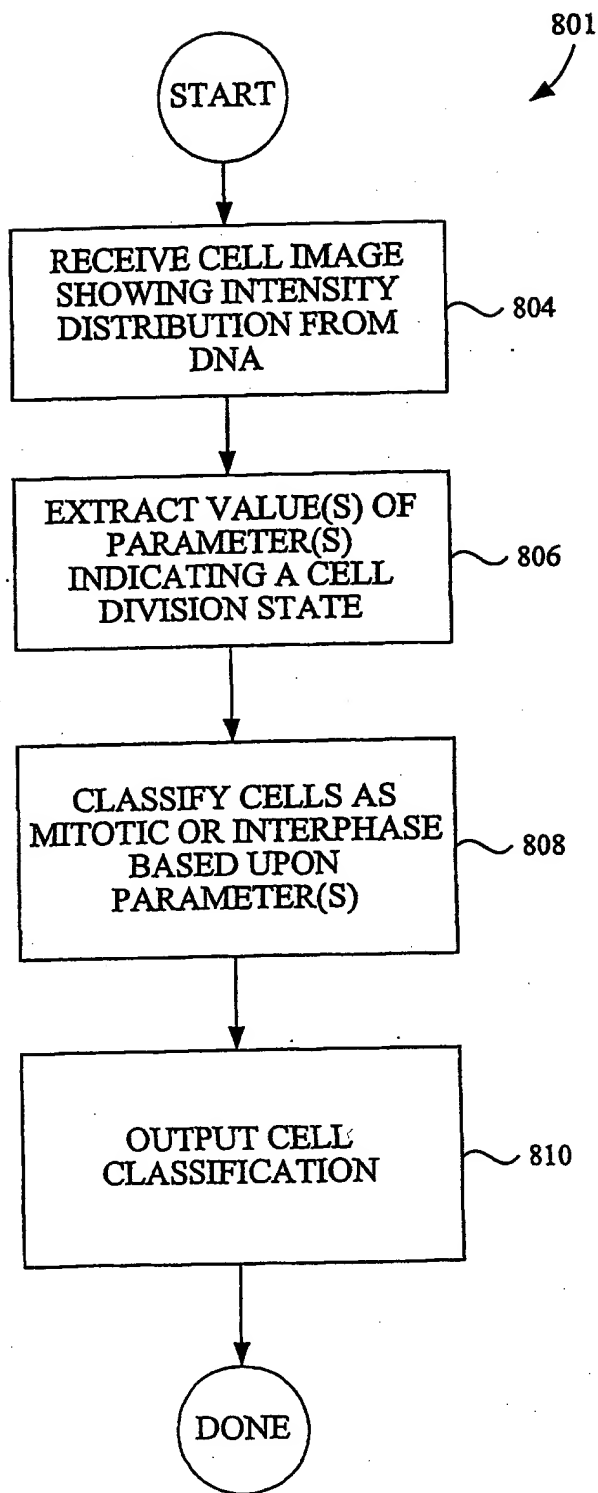 801
START
RECEIVE CELL IMAGE
SHOWING INTENSITY
DISTRIBUTION FROM
DNA
804
EXTRACT VALUE(S) OF
PARAMETER(S)
INDICATING A CELL
DIVISION STATE
806
CLASSIFY CELLS AS
MITOTIC OR INTERPHASE
BASED UPON
PARAMETER(S)
808
OUTPUT CELL
CLASSIFICATION
810
DONE